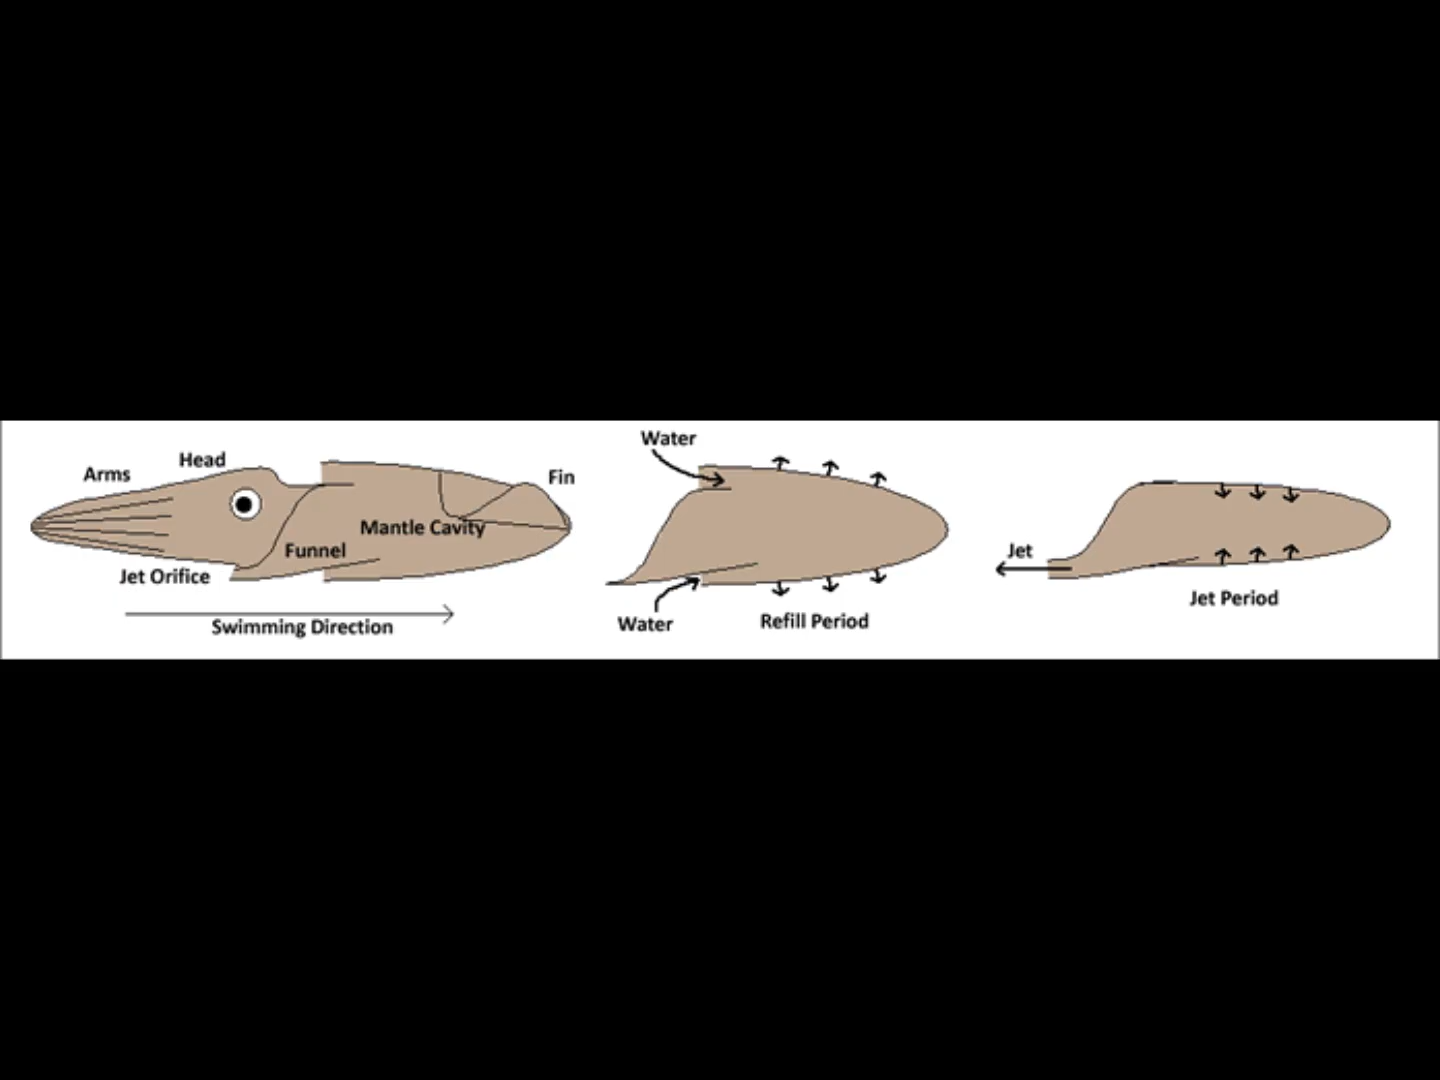 Arms
Head
Fin
Mantle Cavity
Funnel
Jet Orifice
Swimming Direction
Water
Water
Refill Period
Jet
Jet Period